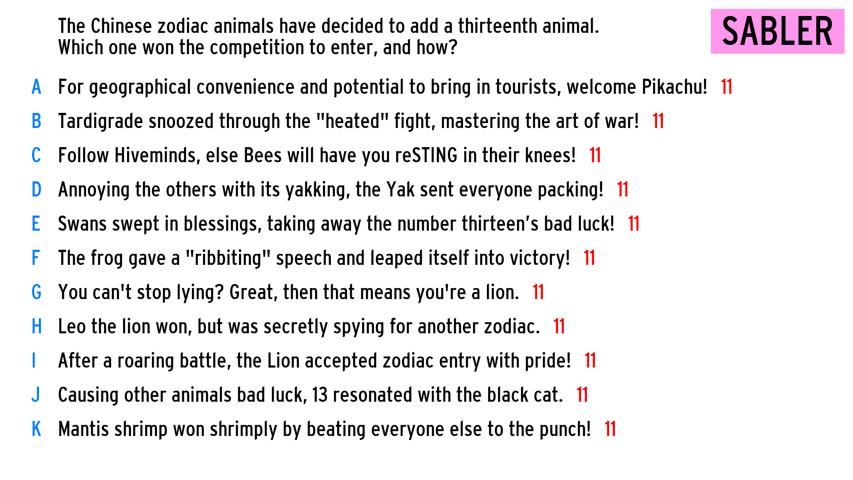 The Chinese zodiac animals have decided to add a thirteenth animal.
Which one won the competition to enter, and how?
SABLER
A For geographical convenience and potential to bring in tourists, welcome Pikachu! 11
B Tardigrade snoozed through the "heated" fight, mastering the art of war! 11
C Follow Hiveminds, else Bees will have you reSTING in their knees! 11
D Annoying the others with its yakking, the Yak sent everyone packing! 11
E Swans swept in blessings, taking away the number thirteen's bad luck! 11
F The frog gave a "ribbiting" speech and leaped itself into victory! 11
G You can't stop lying? Great, then that means you're a lion. 11
H Leo the lion won, but was secretly spying for another zodiac. 11
I After a roaring battle, the Lion accepted zodiac entry with pride! 11
J Causing other animals bad luck, 13 resonated with the black cat. 11
K Mantis shrimp won shrimply by beating everyone else to the punch! 11